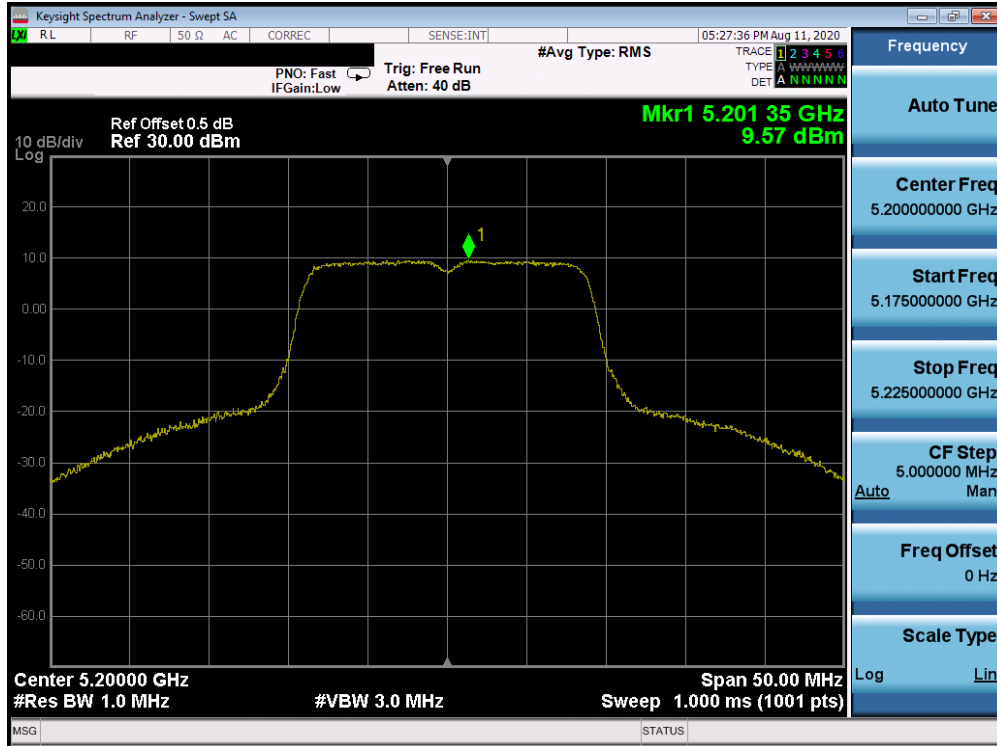 Keysight Spectrum Analyzer - Swept SA
LXI RL RF 50 Ω AC CORREC SENSE:INT 05:27:36 PM Aug 11, 2020
#Avg Type: RMS
TRACE 1 2 3 4 5 6
TYPE A WWWWW
DET A N N N N N
PNO: Fast
IFGain:Low
Trig: Free Run
Atten: 40 dB
Mkr1 5.201 35 GHz
9.57 dBm
Ref Offset 0.5 dB
Ref 30.00 dBm
10 dB/div
Log
20.0
10.0
0.00
-10.0
-20.0
-30.0
-40.0
-50.0
-60.0
1
Center 5.20000 GHz
Span 50.00 MHz
#Res BW 1.0 MHz
#VBW 3.0 MHz
Sweep 1.000 ms (1001 pts)
MSG
STATUS
Frequency
Auto Tune
Center Freq
5.200000000 GHz
Start Freq
5.175000000 GHz
Stop Freq
5.225000000 GHz
CF Step
5.000000 MHz
Auto Man
Freq Offset
0 Hz
Scale Type
Log Lin